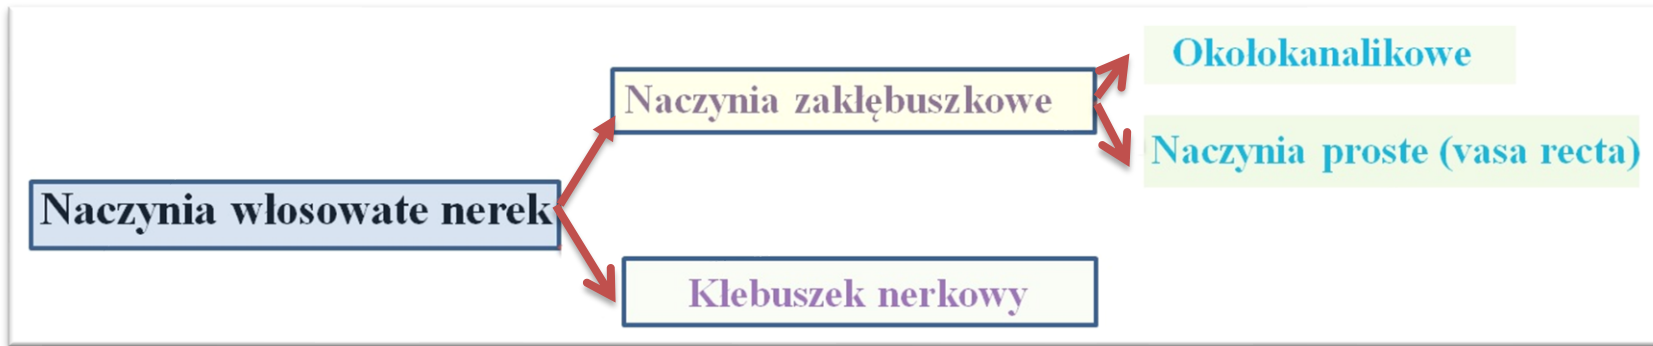 Okołokanalikowe
Naczynia zakłębuszkowe
Naczynia proste (vasa recta)
Naczynia włosowate nerek
Kłebuszek nerkowy